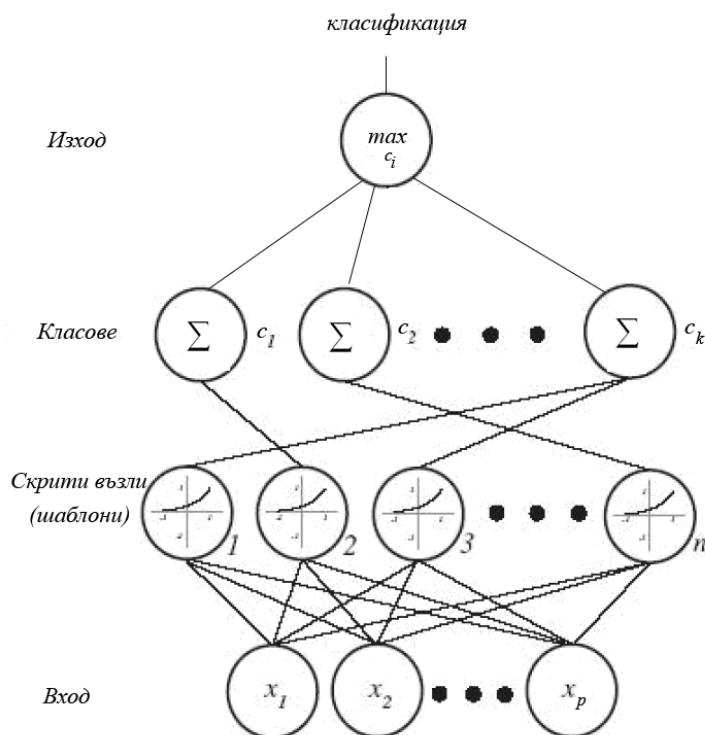 класификация
Изход
max
c_i
Класове
∑ c_1 ∑ c_2 ∑ c_k
Скрити възли
(шаблони)
1 2 3 n
Вход
x_1 x_2 x_p